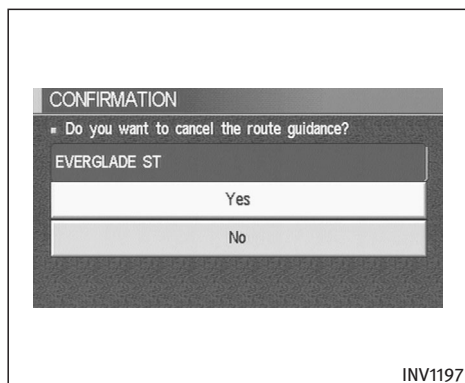 CONFIRMATION
Do you want to cancel the route guidance?
EVERGLADE ST
Yes
No
INV1197